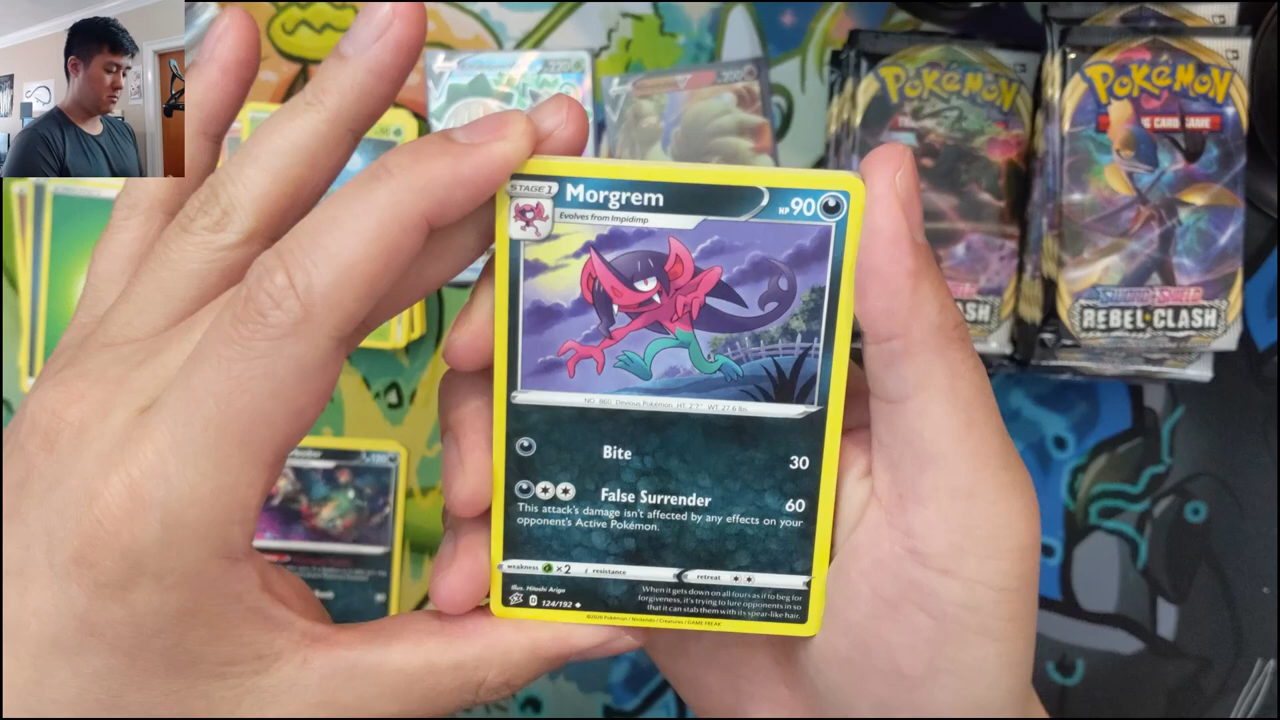 STAGE 1
Morgrem
HP 90
Evolves from Impidimp
NO. 860 Devious Pokémon HT: 2'7" WT: 27.6 lbs.
Bite 30
False Surrender 60
This attack's damage isn't affected by any effects on your
opponent's Active Pokémon.
weakness ×2 resistance retreat
Illus. Hitoshi Ariga
124/192
When it gets down on all fours as if to beg for
forgiveness, it's trying to lure opponents in so
that it can stab them with its spear-like hair.
©2020 Pokémon / Nintendo / Creatures / GAME FREAK
220
POKÉMON
POKÉMON
CARD GAME
SWORD & SHIELD
REBEL CLASH